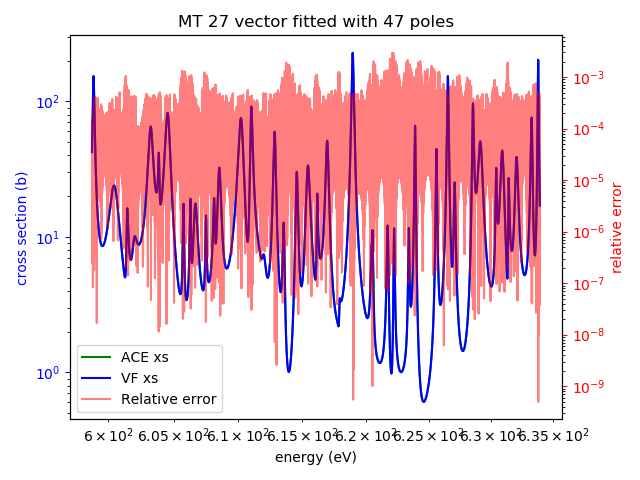 MT 27 vector fitted with 47 poles
cross section (b)
10²
10¹
10⁰
10⁻³
10⁻⁴
10⁻⁵
10⁻⁶
10⁻⁷
10⁻⁸
10⁻⁹
relative error
ACE xs
VF xs
Relative error
6 × 10² 6.05 × 10² 6.1 × 10² 6.15 × 10² 6.2 × 10² 6.25 × 10² 6.3 × 10² 6.35 × 10²
energy (eV)